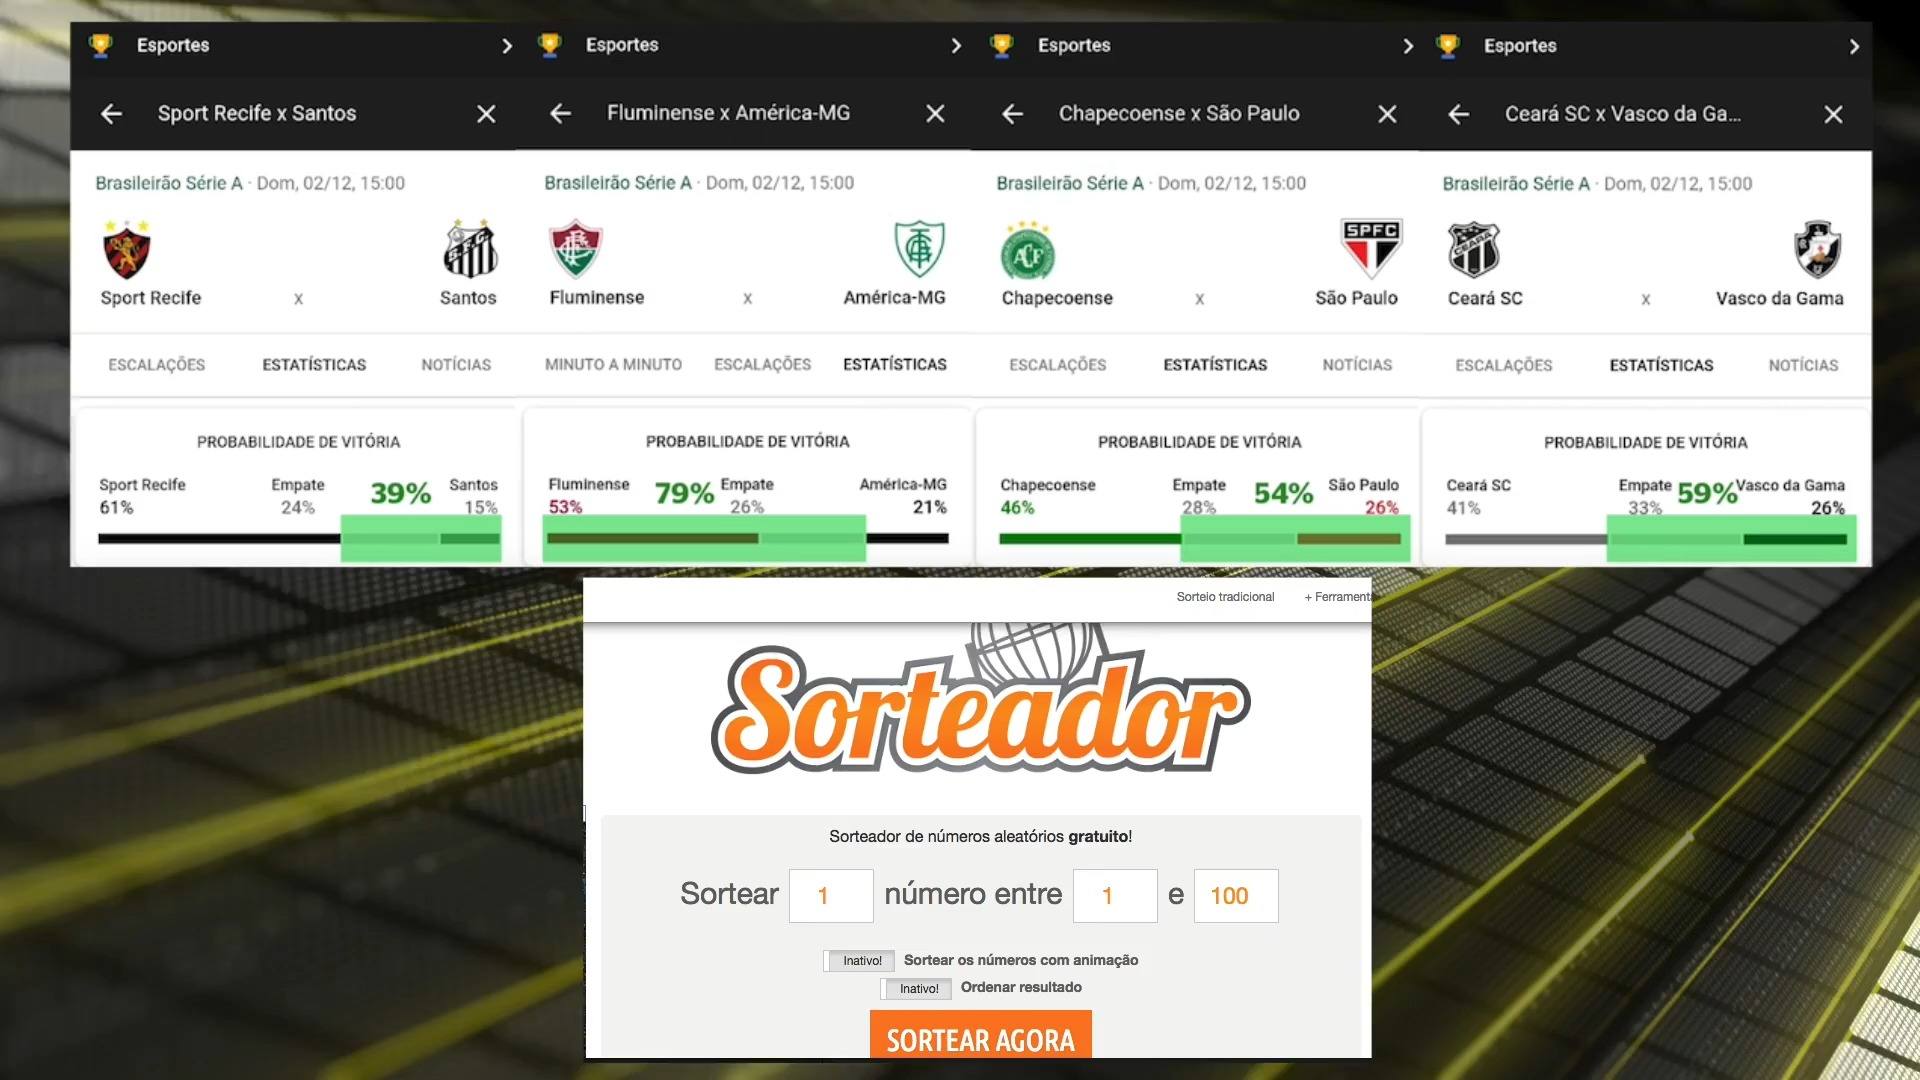 Esportes
Sport Recife x Santos
Brasileirão Série A · Dom, 02/12, 15:00
Sport Recife x Santos
ESCALAÇÕES ESTATÍSTICAS NOTÍCIAS
PROBABILIDADE DE VITÓRIA
Sport Recife Empate 39% Santos
61% 24% 15%
Esportes
Fluminense x América-MG
Brasileirão Série A · Dom, 02/12, 15:00
Fluminense x América-MG
MINUTO A MINUTO ESCALAÇÕES ESTATÍSTICAS
PROBABILIDADE DE VITÓRIA
Fluminense 79% Empate América-MG
53% 26% 21%
Esportes
Chapecoense x São Paulo
Brasileirão Série A · Dom, 02/12, 15:00
SPFC
Chapecoense x São Paulo
ESCALAÇÕES ESTATÍSTICAS NOTÍCIAS
PROBABILIDADE DE VITÓRIA
Chapecoense Empate 54% São Paulo
46% 28% 26%
Esportes
Ceará SC x Vasco da Ga...
Brasileirão Série A · Dom, 02/12, 15:00
CEARÁ
Ceará SC x Vasco da Gama
ESCALAÇÕES ESTATÍSTICAS NOTÍCIAS
PROBABILIDADE DE VITÓRIA
Ceará SC Empate 59% Vasco da Gama
41% 33% 26%
Sorteio tradicional + Ferramenta
Sorteador
Sorteador de números aleatórios gratuito!
Sortear 1 número entre 1 e 100
Inativo! Sortear os números com animação
Inativo! Ordenar resultado
SORTEAR AGORA